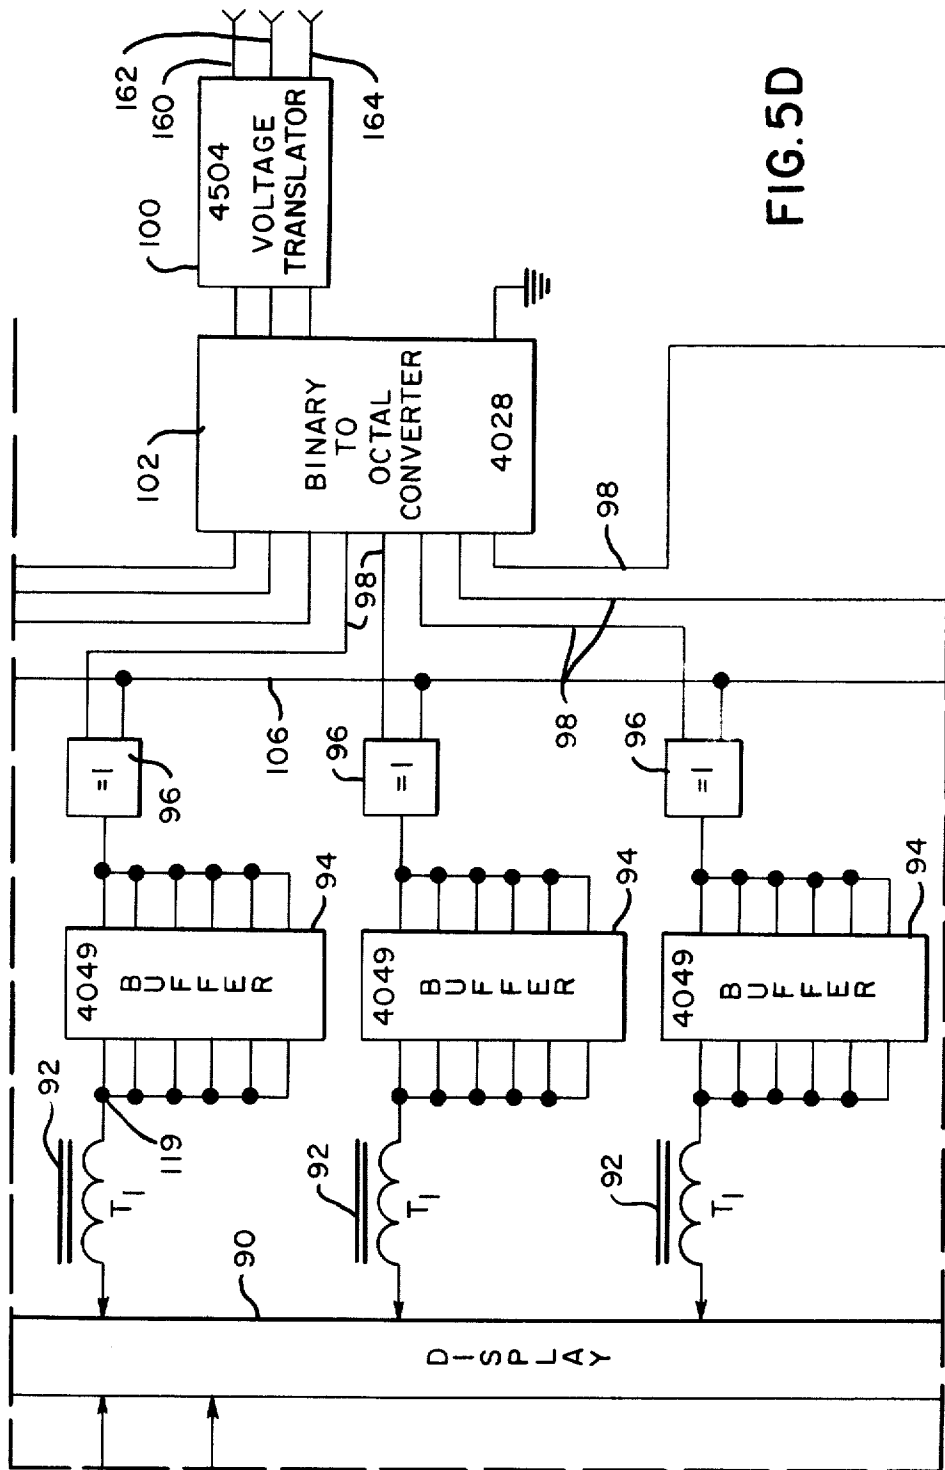 162
160
164
100
4504
VOLTAGE
TRANSLATOR
FIG. 5D
102
BINARY
TO
OCTAL
CONVERTER
4028
98
98
98
106
96
=1
96
=1
96
=1
94
4049
BUFFER
94
4049
BUFFER
94
4049
BUFFER
92
T1
119
92
T1
92
T1
90
DISPLAY